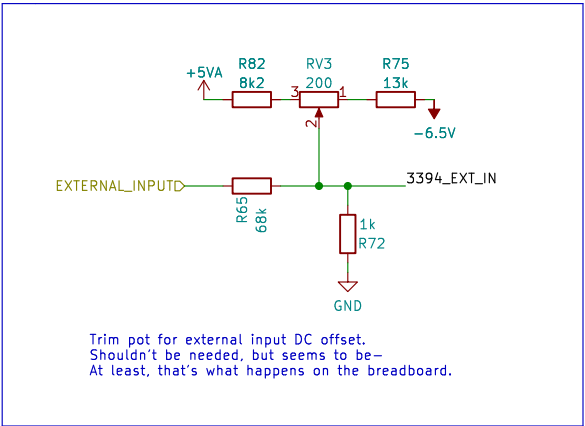 R82 RV3 R75
+5VA 8k2 200 13k
3 1
2
-6.5V
EXTERNAL_INPUT 3394_EXT_IN
R65
68k
1k
R72
GND
Trim pot for external input DC offset.
Shouldn't be needed, but seems to be-
At least, that's what happens on the breadboard.